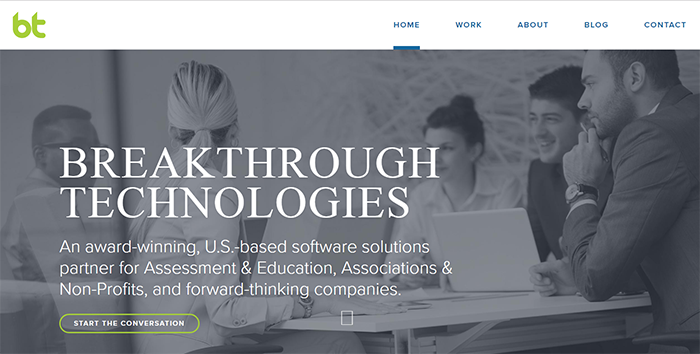 bt
HOME WORK ABOUT BLOG CONTACT
BREAKTHROUGH
TECHNOLOGIES
An award-winning, U.S.-based software solutions
partner for Assessment & Education, Associations &
Non-Profits, and forward-thinking companies.
START THE CONVERSATION